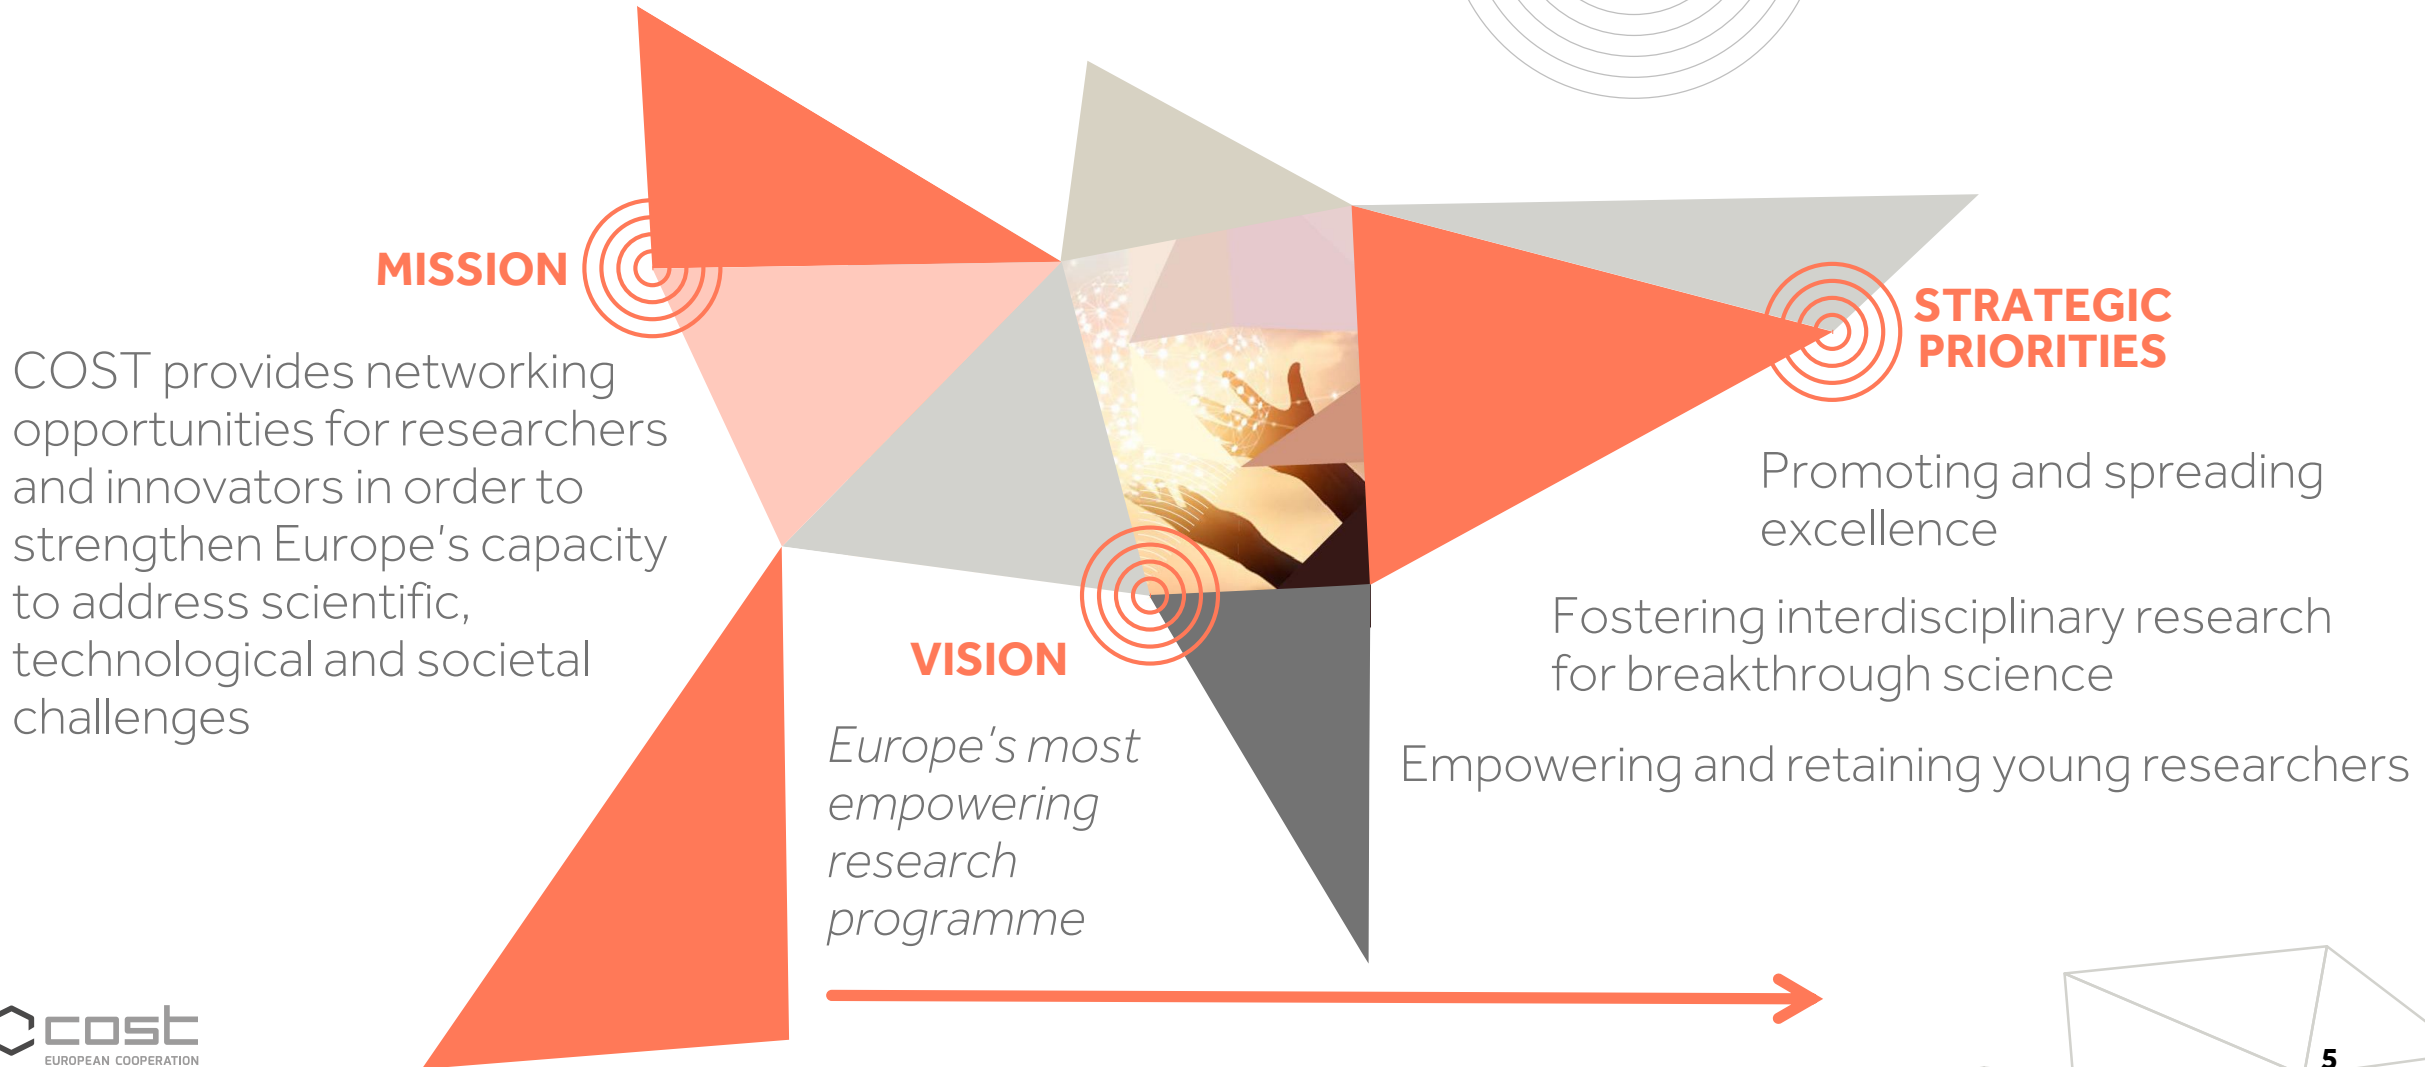 MISSION
COST provides networking
opportunities for researchers
and innovators in order to
strengthen Europe's capacity
to address scientific,
technological and societal
challenges
VISION
Europe's most
empowering
research
programme
STRATEGIC
PRIORITIES
Promoting and spreading
excellence
Fostering interdisciplinary research
for breakthrough science
Empowering and retaining young researchers
cost
EUROPEAN COOPERATION
5